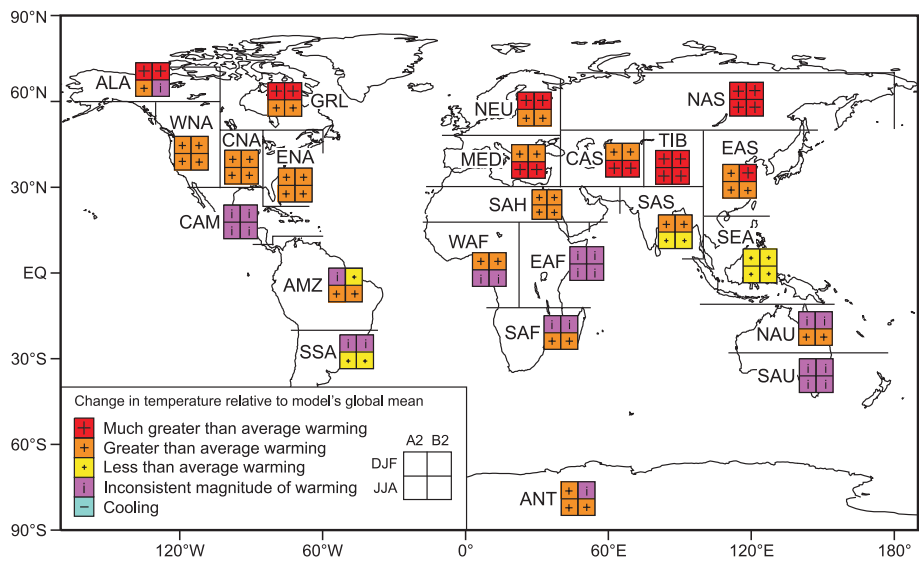 90°N
60°N
30°N
EQ
30°S
60°S
90°S
ALA
GRL
WNA
CNA
ENA
CAM
AMZ
SSA
NEU
NAS
MED
CAS
TIB
EAS
SAH
SAS
WAF
EAF
SEA
SAF
NAU
SAU
ANT
Change in temperature relative to model's global mean
+ Much greater than average warming
+ Greater than average warming
+ Less than average warming
i Inconsistent magnitude of warming
− Cooling
A2 B2
DJF
JJA
120°W 60°W 0° 60°E 120°E 180°